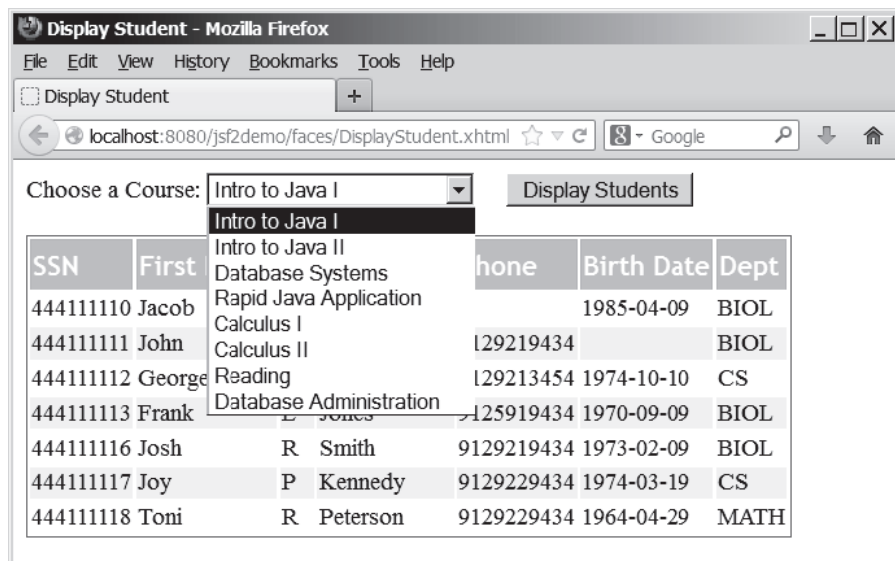 Display Student - Mozilla Firefox
File Edit View History Bookmarks Tools Help
Display Student +
localhost:8080/jsf2demo/faces/DisplayStudent.xhtml 8 Google
Choose a Course: Intro to Java I Display Students
Intro to Java I
Intro to Java II
Database Systems
Rapid Java Application
Calculus I
Calculus II
Reading
Database Administration
SSN First Birth Date Dept
444111110 Jacob 1985-04-09 BIOL
444111111 John BIOL
444111112 George 1974-10-10 CS
444111113 Frank 9125919434 1970-09-09 BIOL
444111116 Josh R Smith 9129219434 1973-02-09 BIOL
444111117 Joy P Kennedy 9129229434 1974-03-19 CS
444111118 Toni R Peterson 9129229434 1964-04-29 MATH